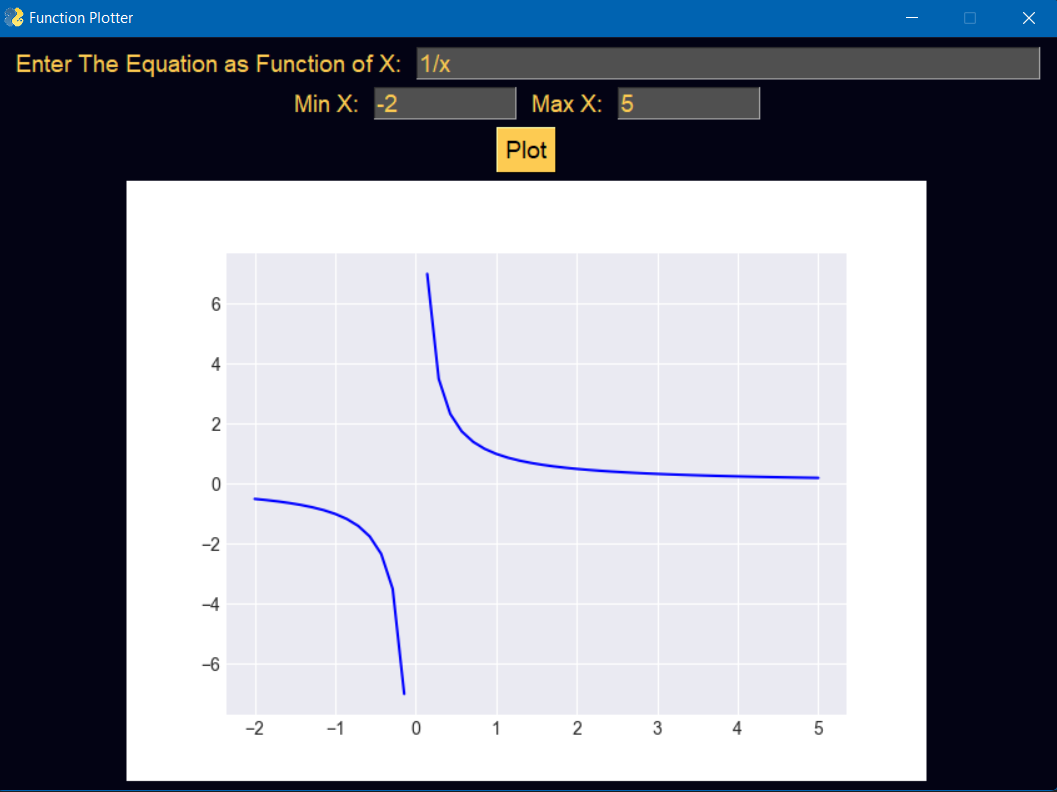 Function Plotter
Enter The Equation as Function of X: 1/x
Min X: -2 Max X: 5
Plot
6
4
2
0
−2
−4
−6
−2 −1 0 1 2 3 4 5